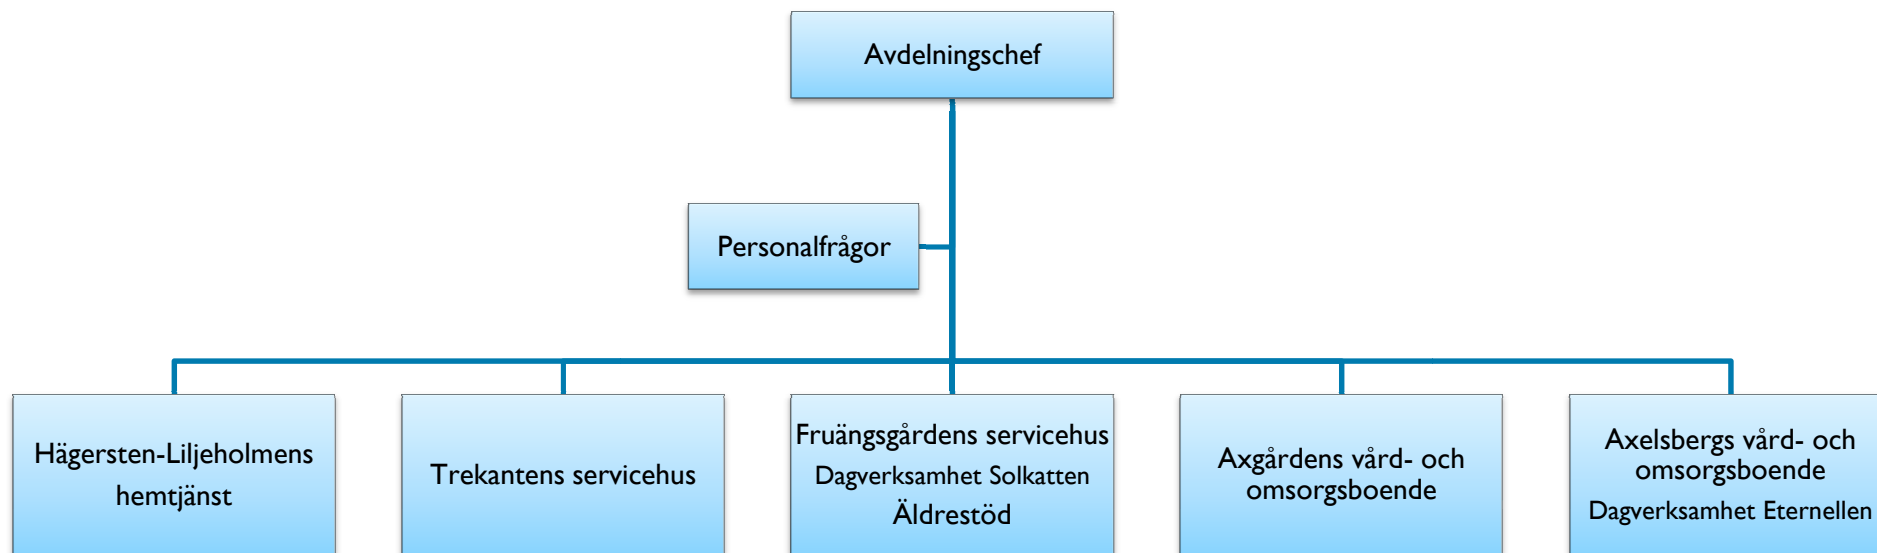 Avdelningschef
Personalfrågor
Hägersten-Liljeholmens
hemtjänst
Trekantens servicehus
Fruängsgårdens servicehus
Dagverksamhet Solkatten
Äldrestöd
Axgårdens vård- och
omsorgsboende
Axelsbergs vård- och
omsorgsboende
Dagverksamhet Eternellen